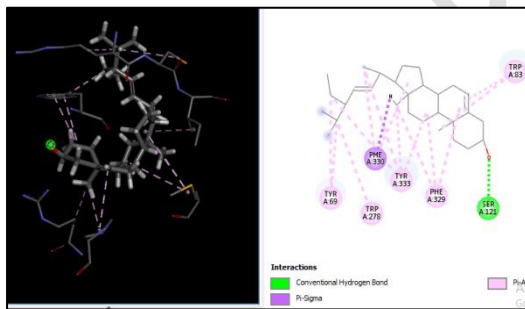 TRP
A:83
H
PHE
A:330
TYR
A:333
TYR
A:69
TRP
A:278
PHE
A:329
SER
A:121
Interactions
Conventional Hydrogen Bond
Pi-Sigma